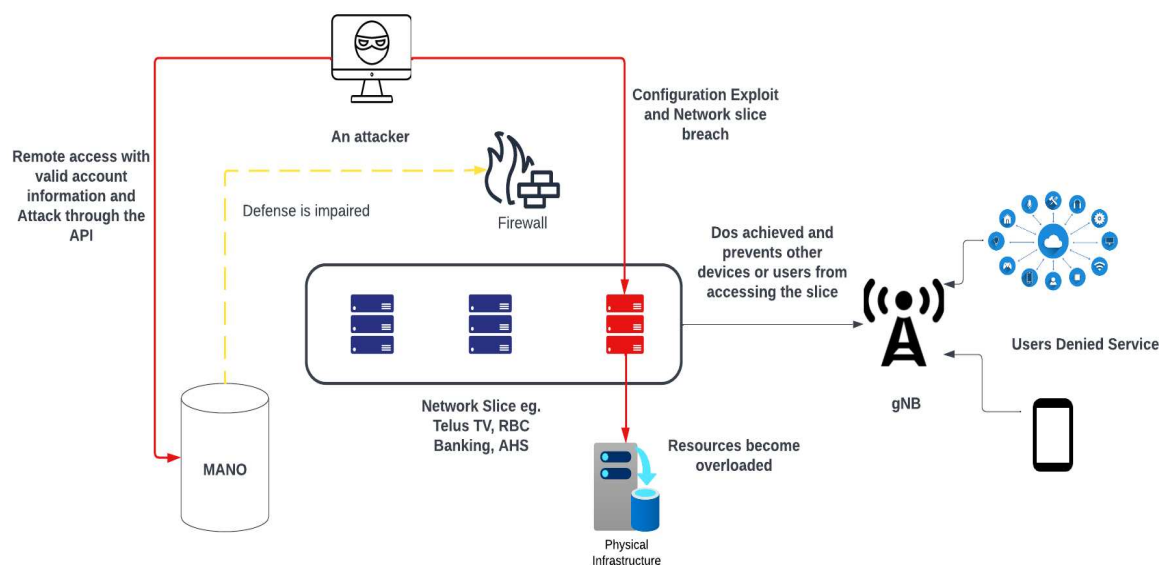 An attacker
Configuration Exploit
and Network slice
breach
Remote access with
valid account
information and
Attack through the
API
Defense is impaired
Firewall
Dos achieved and
prevents other
devices or users from
accessing the slice
Users Denied Service
gNB
Network Slice eg.
Telus TV, RBC
Banking, AHS
Resources become
overloaded
MANO
Physical
Infrastructure